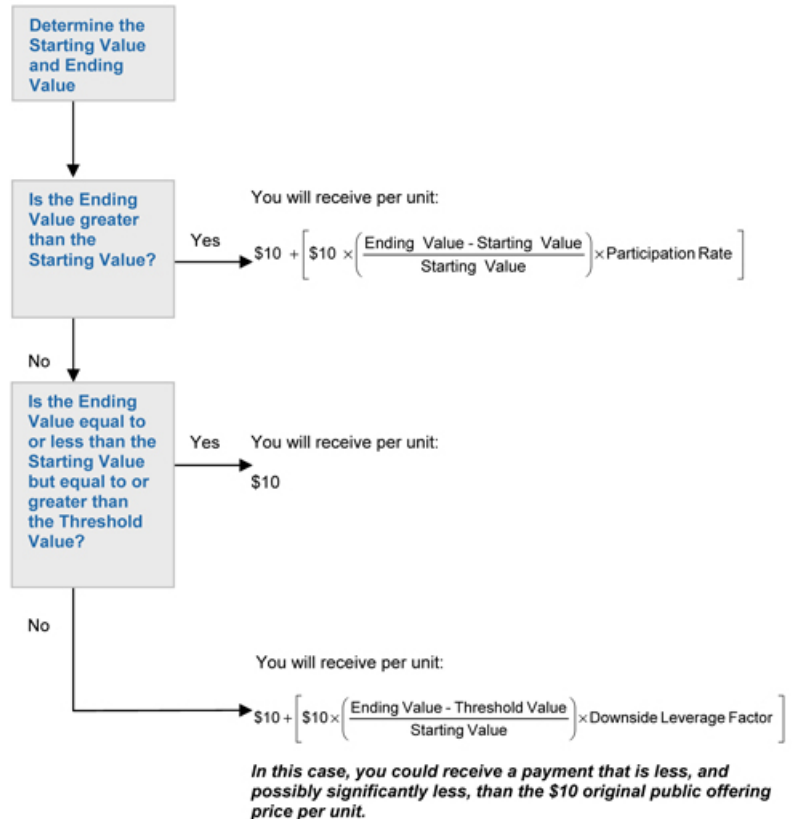 Determine the
Starting Value
and Ending
Value
Is the Ending
Value greater
than the
Starting Value?
Yes
You will receive per unit:
$10 + [ $10 × ( Ending Value - Starting Value / Starting Value ) × Participation Rate ]
No
Is the Ending
Value equal to
or less than the
Starting Value
but equal to or
greater than
the Threshold
Value?
Yes
You will receive per unit:
$10
No
You will receive per unit:
$10 + [ $10 × ( Ending Value - Threshold Value / Starting Value ) × Downside Leverage Factor ]
In this case, you could receive a payment that is less, and
possibly significantly less, than the $10 original public offering
price per unit.